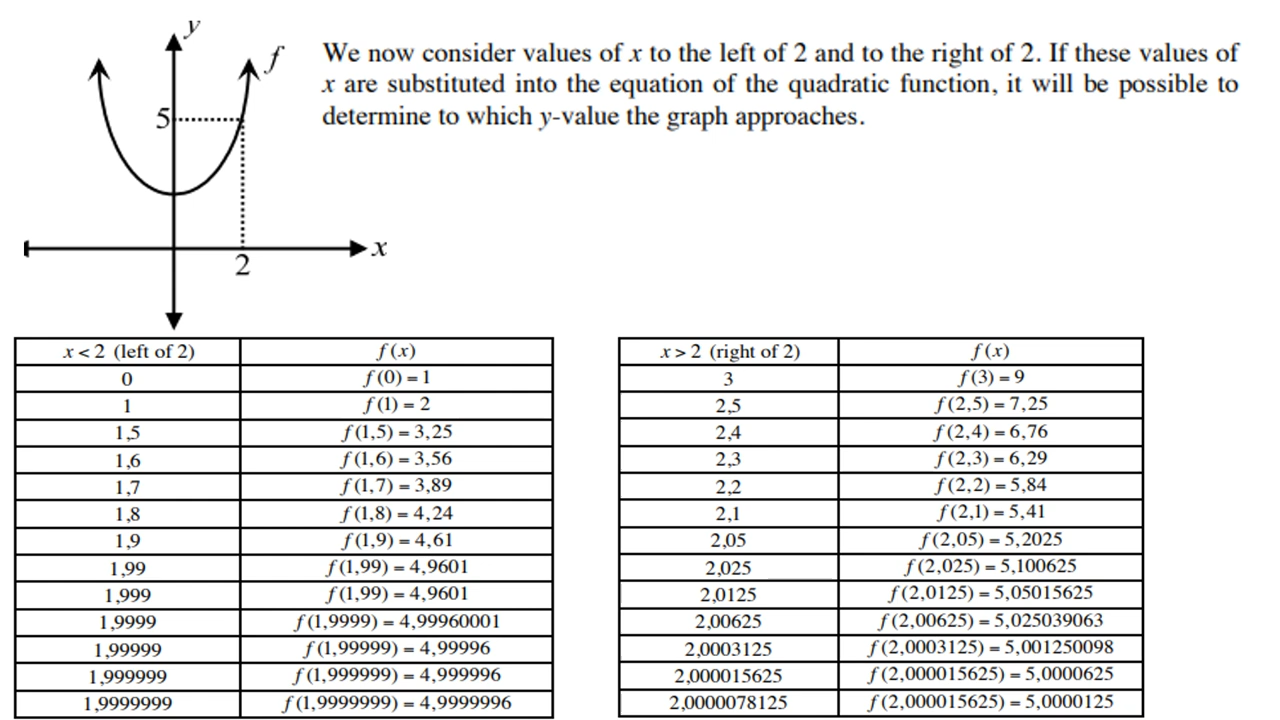 y
f
5
2
x
We now consider values of x to the left of 2 and to the right of 2. If these values of
x are substituted into the equation of the quadratic function, it will be possible to
determine to which y-value the graph approaches.
x < 2 (left of 2) f(x)
0 f(0) = 1
1 f(1) = 2
1,5 f(1,5) = 3,25
1,6 f(1,6) = 3,56
1,7 f(1,7) = 3,89
1,8 f(1,8) = 4,24
1,9 f(1,9) = 4,61
1,99 f(1,99) = 4,9601
1,999 f(1,99) = 4,9601
1,9999 f(1,9999) = 4,99960001
1,99999 f(1,99999) = 4,99996
1,999999 f(1,999999) = 4,999996
1,9999999 f(1,9999999) = 4,9999996
x > 2 (right of 2) f(x)
3 f(3) = 9
2,5 f(2,5) = 7,25
2,4 f(2,4) = 6,76
2,3 f(2,3) = 6,29
2,2 f(2,2) = 5,84
2,1 f(2,1) = 5,41
2,05 f(2,05) = 5,2025
2,025 f(2,025) = 5,100625
2,0125 f(2,0125) = 5,05015625
2,00625 f(2,00625) = 5,025039063
2,0003125 f(2,0003125) = 5,001250098
2,000015625 f(2,000015625) = 5,0000625
2,0000078125 f(2,000015625) = 5,0000125